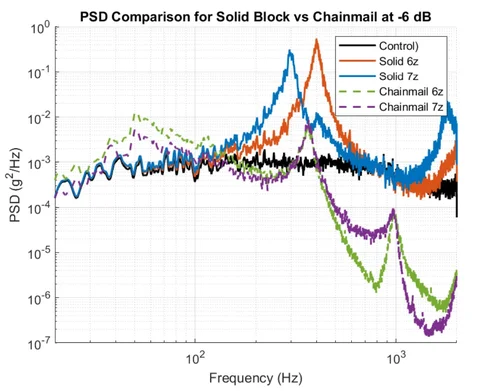 PSD Comparison for Solid Block vs Chainmail at -6 dB
10^0
10^-1
10^-2
10^-3
10^-4
10^-5
10^-6
10^-7
PSD (g^2/Hz)
Control)
Solid 6z
Solid 7z
Chainmail 6z
Chainmail 7z
10^2
10^3
Frequency (Hz)